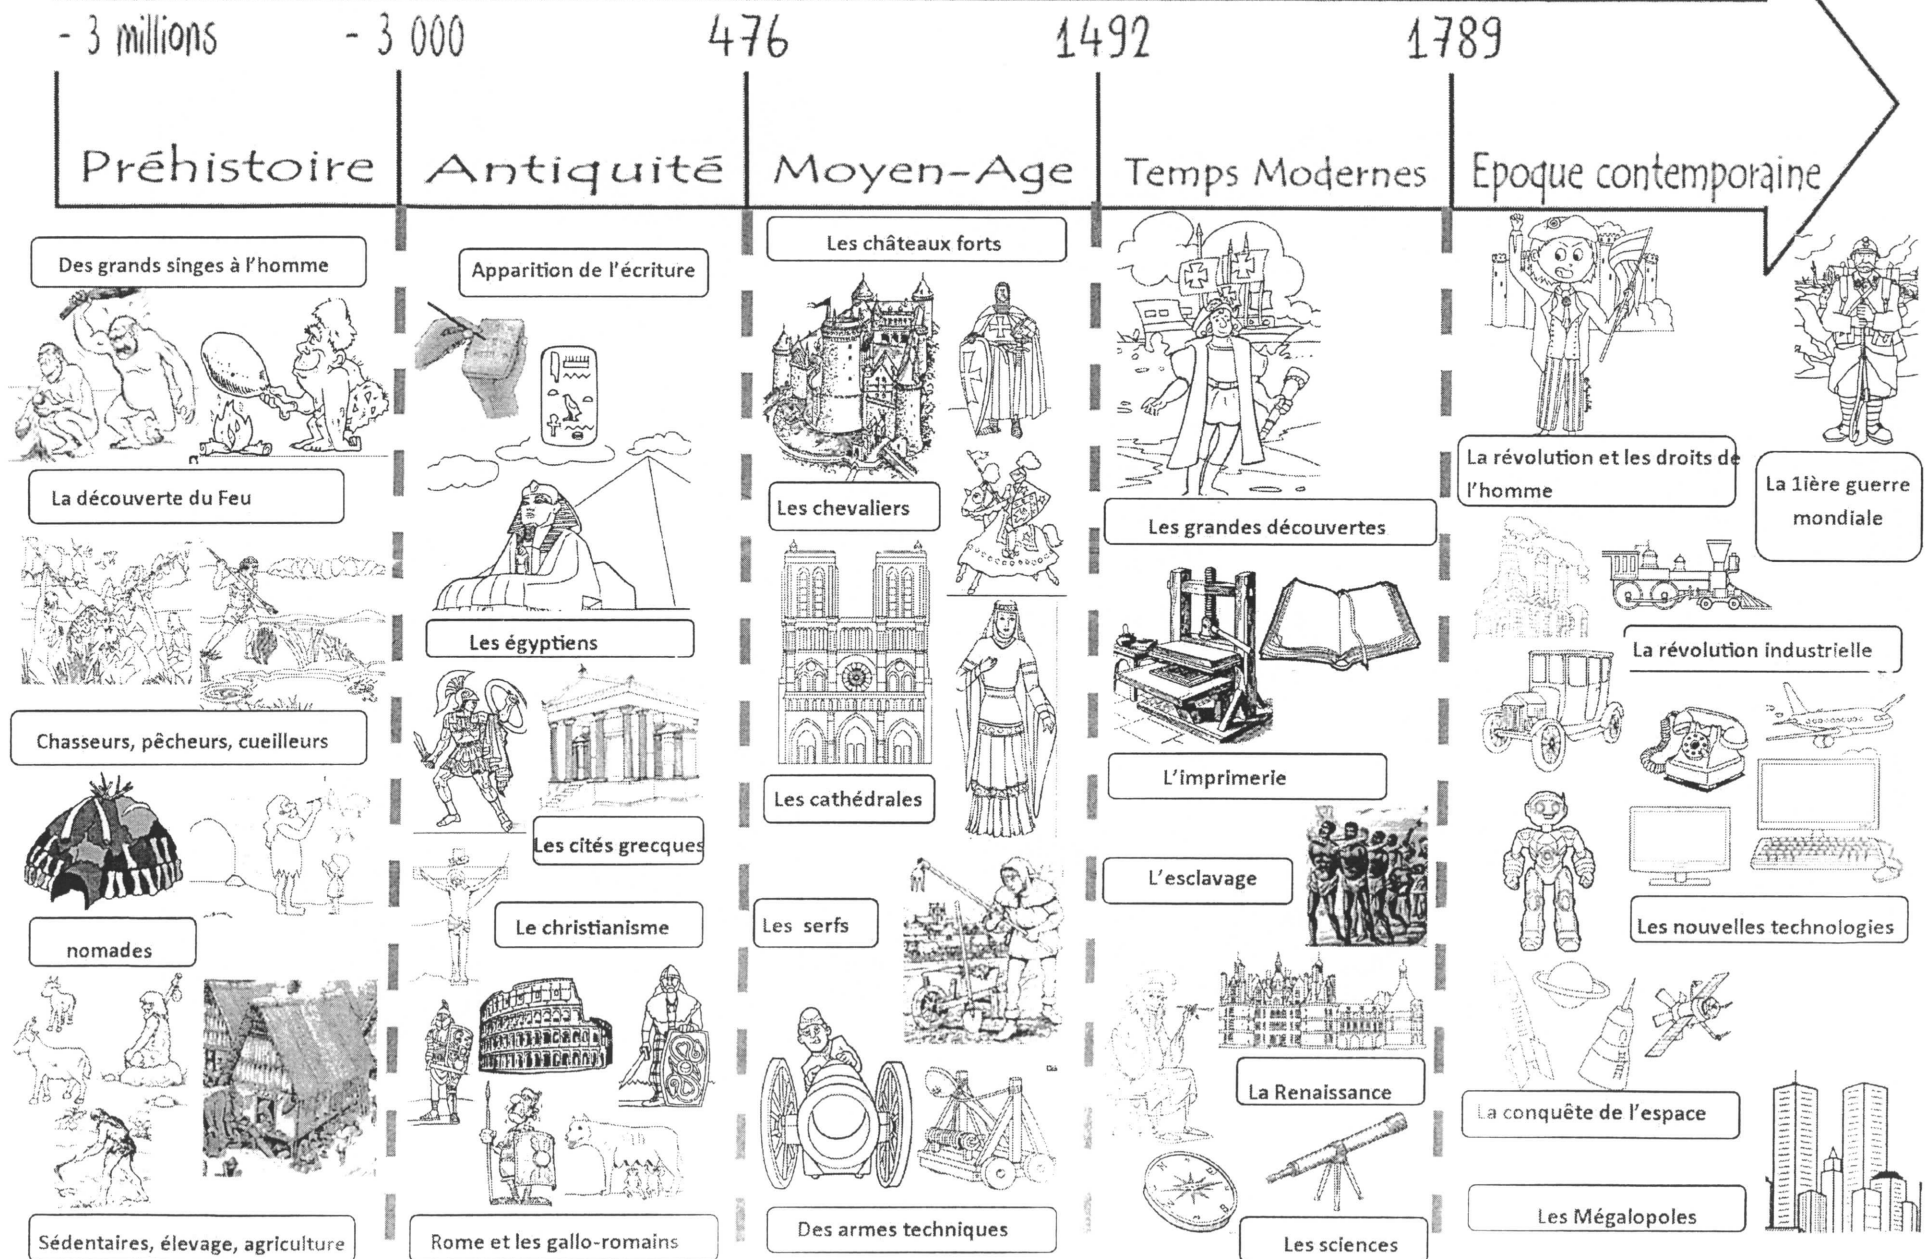 - 3 millions
- 3 000
476
1492
1789
Préhistoire
Antiquité
Moyen-Age
Temps Modernes
Epoque contemporaine
Des grands singes à l'homme
La découverte du Feu
Chasseurs, pêcheurs, cueilleurs
nomades
Sédentaires, élevage, agriculture
Apparition de l'écriture
Les égyptiens
Les cités grecques
Le christianisme
Rome et les gallo-romains
Les châteaux forts
Les chevaliers
Les cathédrales
Les serfs
Des armes techniques
Les grandes découvertes
L'imprimerie
L'esclavage
La Renaissance
Les sciences
La révolution et les droits de
l'homme
La 1ière guerre
mondiale
La révolution industrielle
Les nouvelles technologies
La conquête de l'espace
Les Mégalopoles